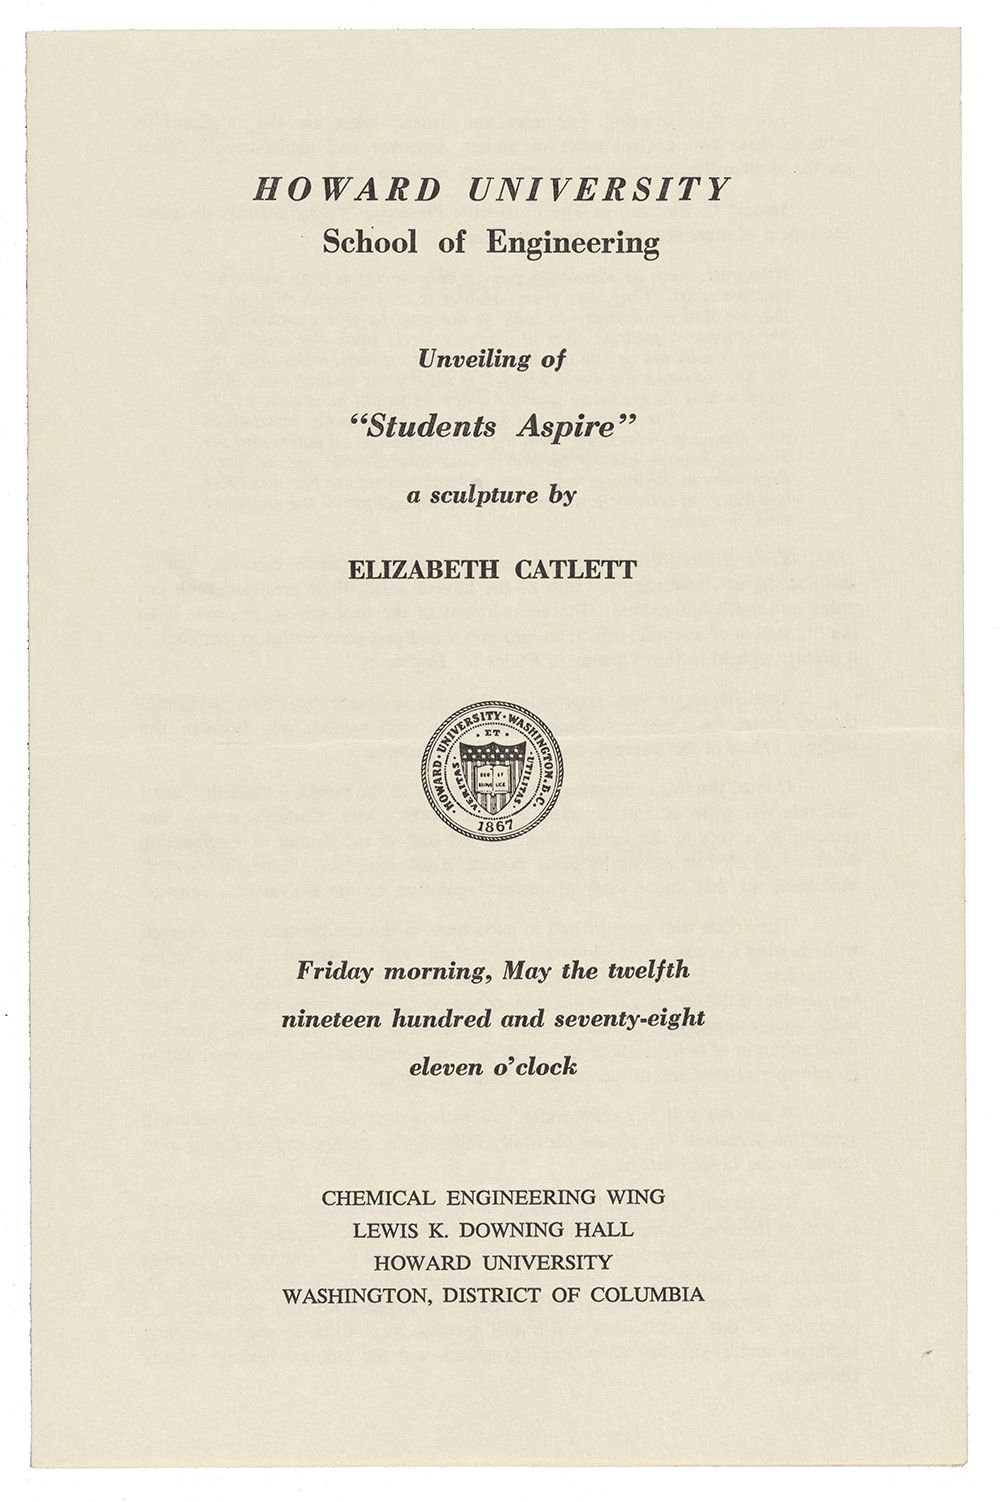 HOWARD UNIVERSITY
School of Engineering
Unveiling of
“Students Aspire”
a sculpture by
ELIZABETH CATLETT
HOWARD · UNIVERSITY · WASHINGTON, D.C. ·
VERITAS · ET · UTILITAS
DEO ET
1867
Friday morning, May the twelfth
nineteen hundred and seventy-eight
eleven o’clock
CHEMICAL ENGINEERING WING
LEWIS K. DOWNING HALL
HOWARD UNIVERSITY
WASHINGTON, DISTRICT OF COLUMBIA